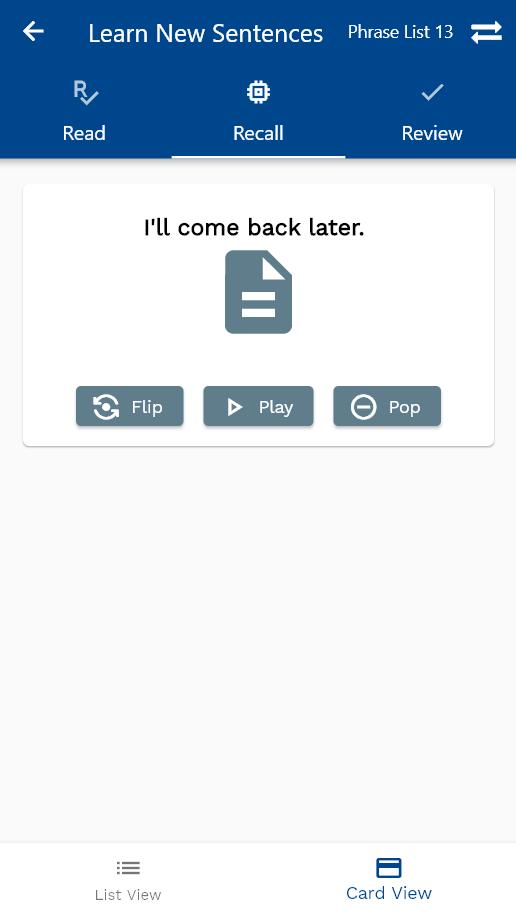 Learn New Sentences
Phrase List 13
Read
Recall
Review
I'll come back later.
Flip
Play
Pop
List View
Card View